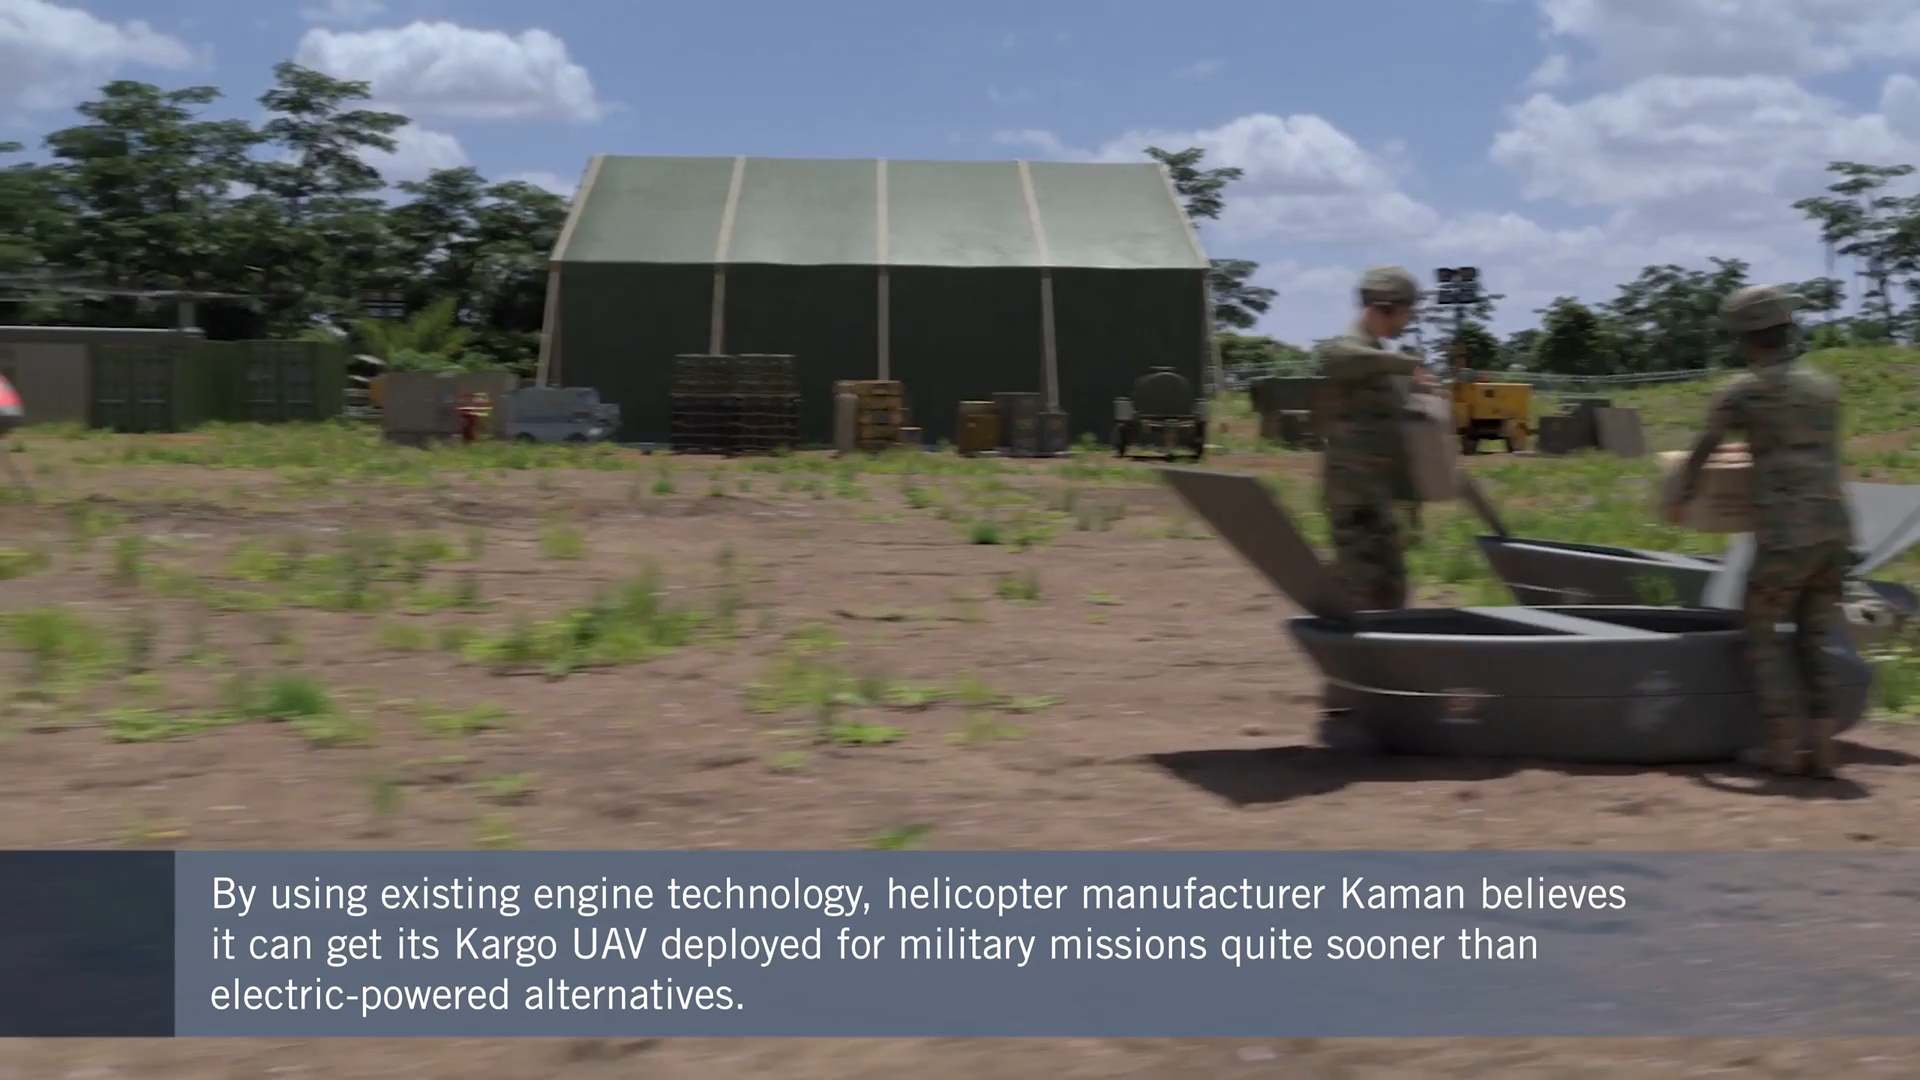 By using existing engine technology, helicopter manufacturer Kaman believes
it can get its Kargo UAV deployed for military missions quite sooner than
electric-powered alternatives.